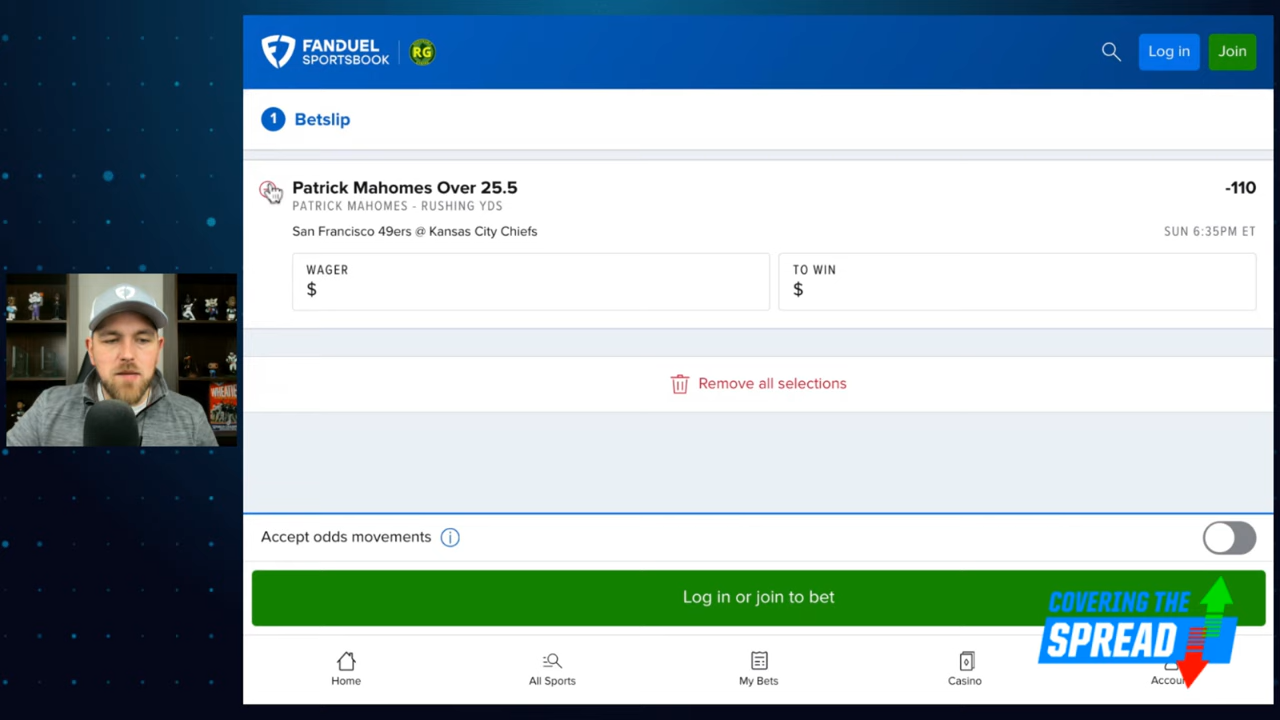 FANDUEL
SPORTSBOOK
RG
Log in
Join
1 Betslip
Patrick Mahomes Over 25.5
-110
PATRICK MAHOMES - RUSHING YDS
San Francisco 49ers @ Kansas City Chiefs
SUN 6:35PM ET
WAGER
$
TO WIN
$
Remove all selections
Accept odds movements
Log in or join to bet
COVERING THE
SPREAD
Home
All Sports
My Bets
Casino
WHEATIES